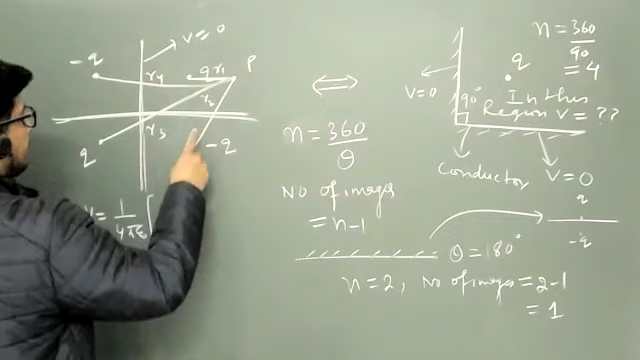 -q
V=0
r4
q r1
P
r2
r3
q
-q
V = 1/4πε [
⟺
n = 360/θ
No of images
= n-1
n = 360/90
= 4
q
V=0
90°
In this
Region V = ??
Conductor
V=0
q
-q
θ = 180°
n=2, No of images = 2-1
= 1